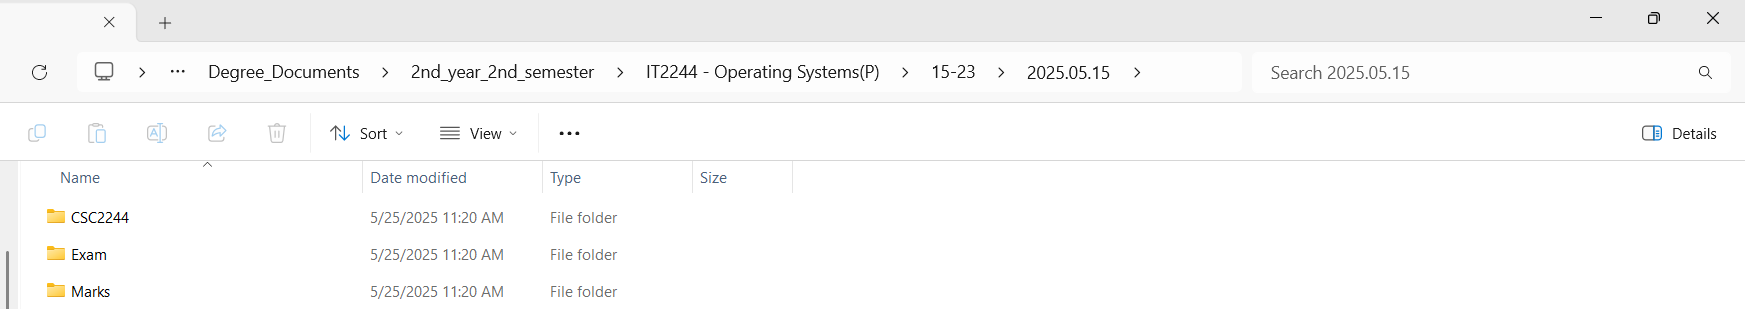 Degree_Documents > 2nd_year_2nd_semester > IT2244 - Operating Systems(P) > 15-23 > 2025.05.15 >
Search 2025.05.15
Sort
View
Details
Name Date modified Type Size
CSC2244 5/25/2025 11:20 AM File folder
Exam 5/25/2025 11:20 AM File folder
Marks 5/25/2025 11:20 AM File folder